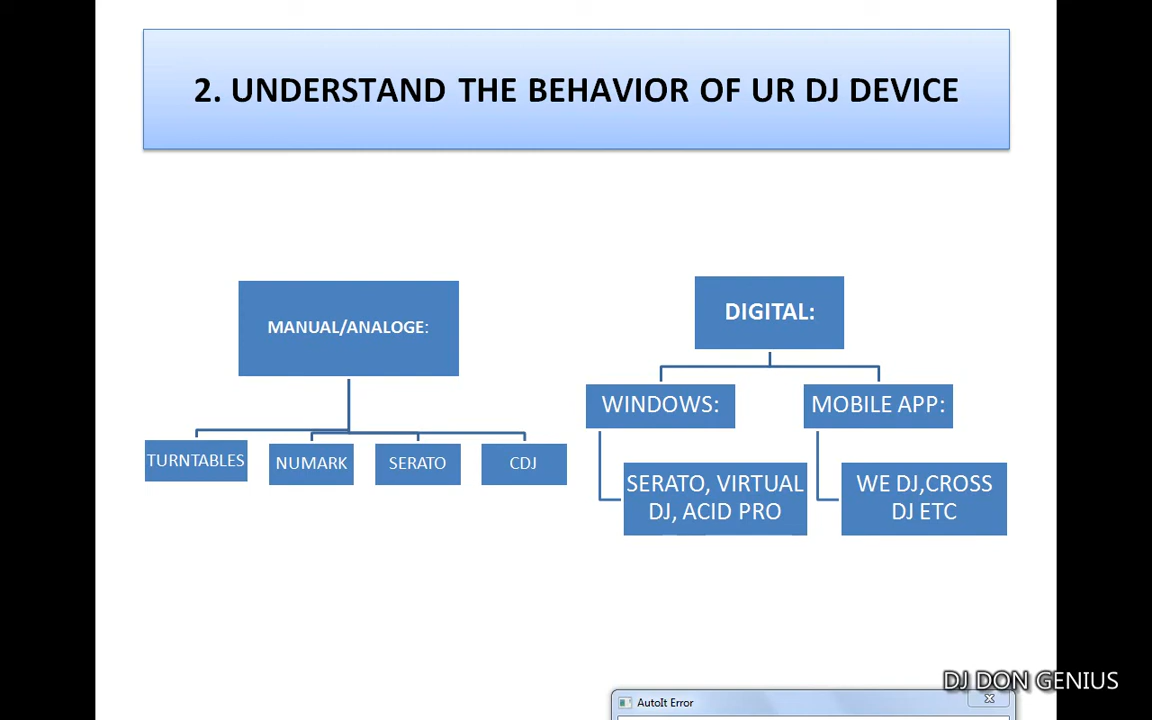 2. UNDERSTAND THE BEHAVIOR OF UR DJ DEVICE
MANUAL/ANALOGE:
TURNTABLES
NUMARK
SERATO
CDJ
DIGITAL:
WINDOWS:
SERATO, VIRTUAL
DJ, ACID PRO
MOBILE APP:
WE DJ,CROSS
DJ ETC
DJ DON GENIUS
AutoIt Error